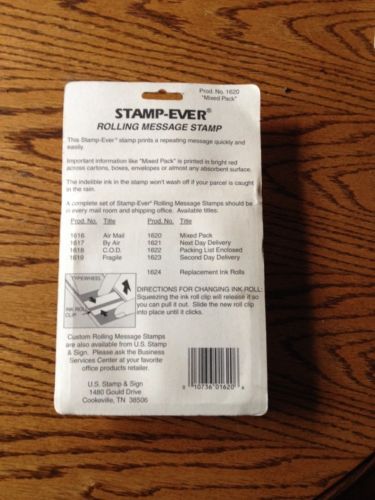 Prod. No. 1620
"Mixed Pack"
STAMP-EVER®
ROLLING MESSAGE STAMP
This Stamp-Ever® stamp prints a repeating message quickly and
easily.
Important information like "Mixed Pack" is printed in bright red
across cartons, boxes, envelopes or almost any absorbent surface.
The indelible ink in the stamp won't wash off if your parcel is caught
in the rain.
A complete set of Stamp-Ever® Rolling Message Stamps should be
in every mail room and shipping office. Available titles:
Prod. No. Title Prod. No. Title
1616 Air Mail 1620 Mixed Pack
1617 By Air 1621 Next Day Delivery
1618 C.O.D. 1622 Packing List Enclosed
1619 Fragile 1623 Second Day Delivery
1624 Replacement Ink Rolls
TYPEWHEEL
INK ROLL
CLIP
DIRECTIONS FOR CHANGING INK ROLL:
Squeezing the ink roll clip will release it so
you can pull it out. Slide the new roll clip
into place until it clicks.
Custom Rolling Message Stamps
are also available from U.S. Stamp
& Sign. Please ask the Business
Services Center at your favorite
office products retailer.
U.S. Stamp & Sign
1480 Gould Drive
Cookeville, TN 38506
10736 01620